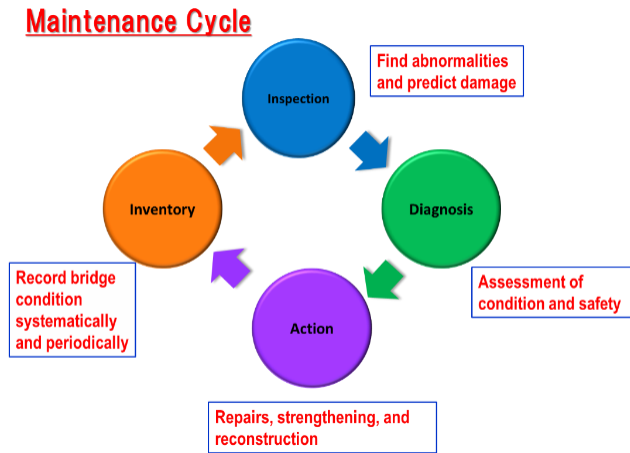 Maintenance Cycle
Inspection
Find abnormalities
and predict damage
Inventory
Diagnosis
Record bridge
condition
systematically
and periodically
Assessment of
condition and safety
Action
Repairs, strengthening, and
reconstruction